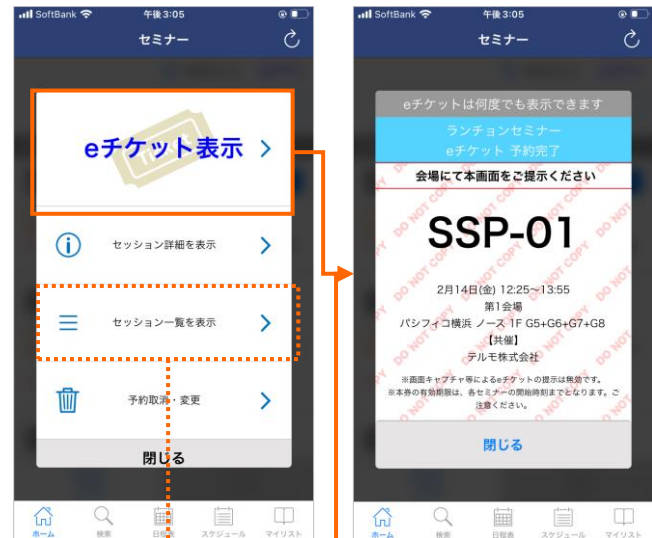 SoftBank 午後3:05
セミナー
eチケット表示
Ticket
セッション詳細を表示
セッション一覧を表示
予約取消・変更
閉じる
ホーム 検索 日程表 スケジュール マイリスト
SoftBank 午後3:05
セミナー
eチケットは何度でも表示できます
ランチョンセミナー
eチケット 予約完了
会場にて本画面をご提示ください
DO NOT COPY
SSP-01
2月14日(金) 12:25~13:55
第1会場
パシフィコ横浜 ノース 1F G5+G6+G7+G8
【共催】
テルモ株式会社
※画面キャプチャ等によるeチケットの提示は無効です。
※本券の有効期限は、各セミナーの開始時刻までとなります。ご
注意ください。
閉じる
ホーム 検索 日程表 スケジュール マイリスト